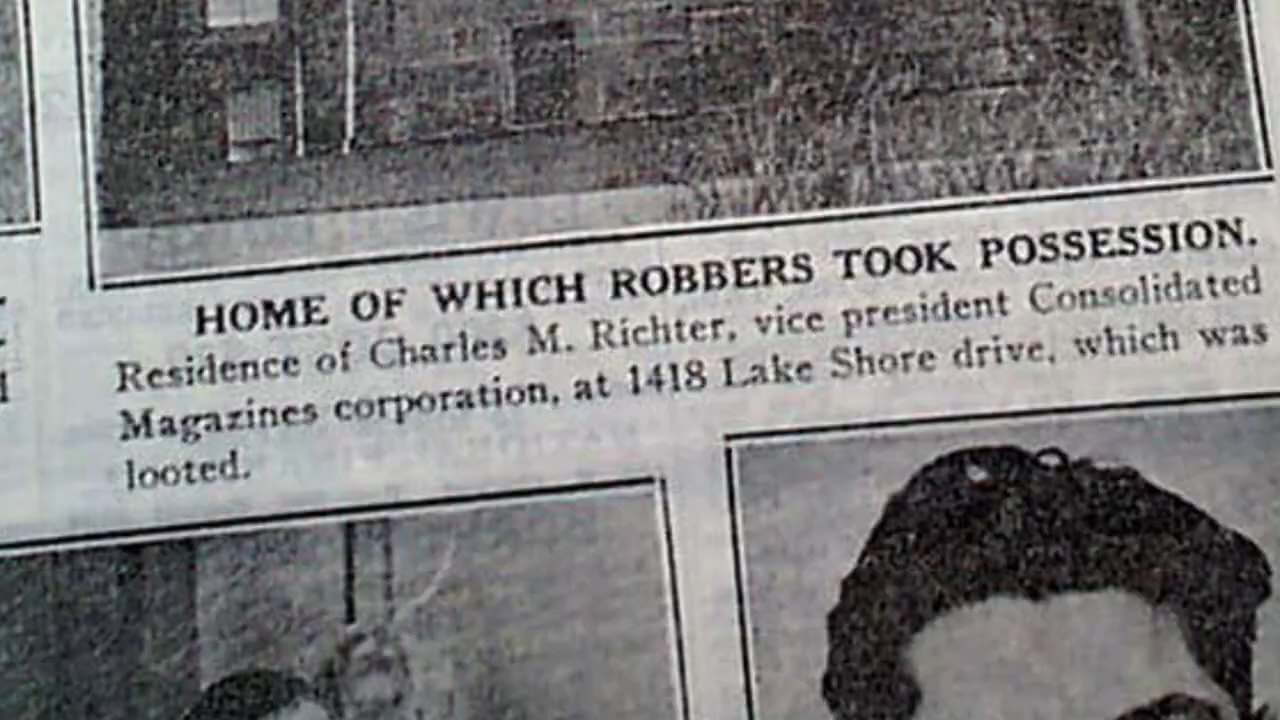 HOME OF WHICH ROBBERS TOOK POSSESSION.
Residence of Charles M. Richter, vice president Consolidated
Magazines corporation, at 1418 Lake Shore drive, which was
looted.